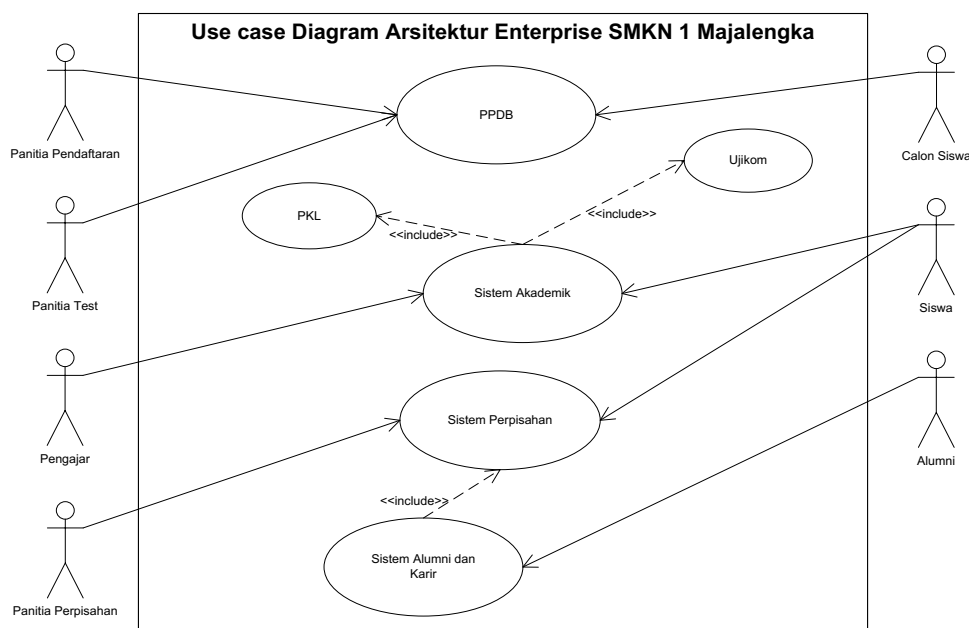 Use case Diagram Arsitektur Enterprise SMKN 1 Majalengka
Panitia Pendaftaran
PPDB
Calon Siswa
Ujikom
PKL
<<include>>
<<include>>
Panitia Test
Sistem Akademik
Siswa
Pengajar
Sistem Perpisahan
Alumni
<<include>>
Sistem Alumni dan
Karir
Panitia Perpisahan